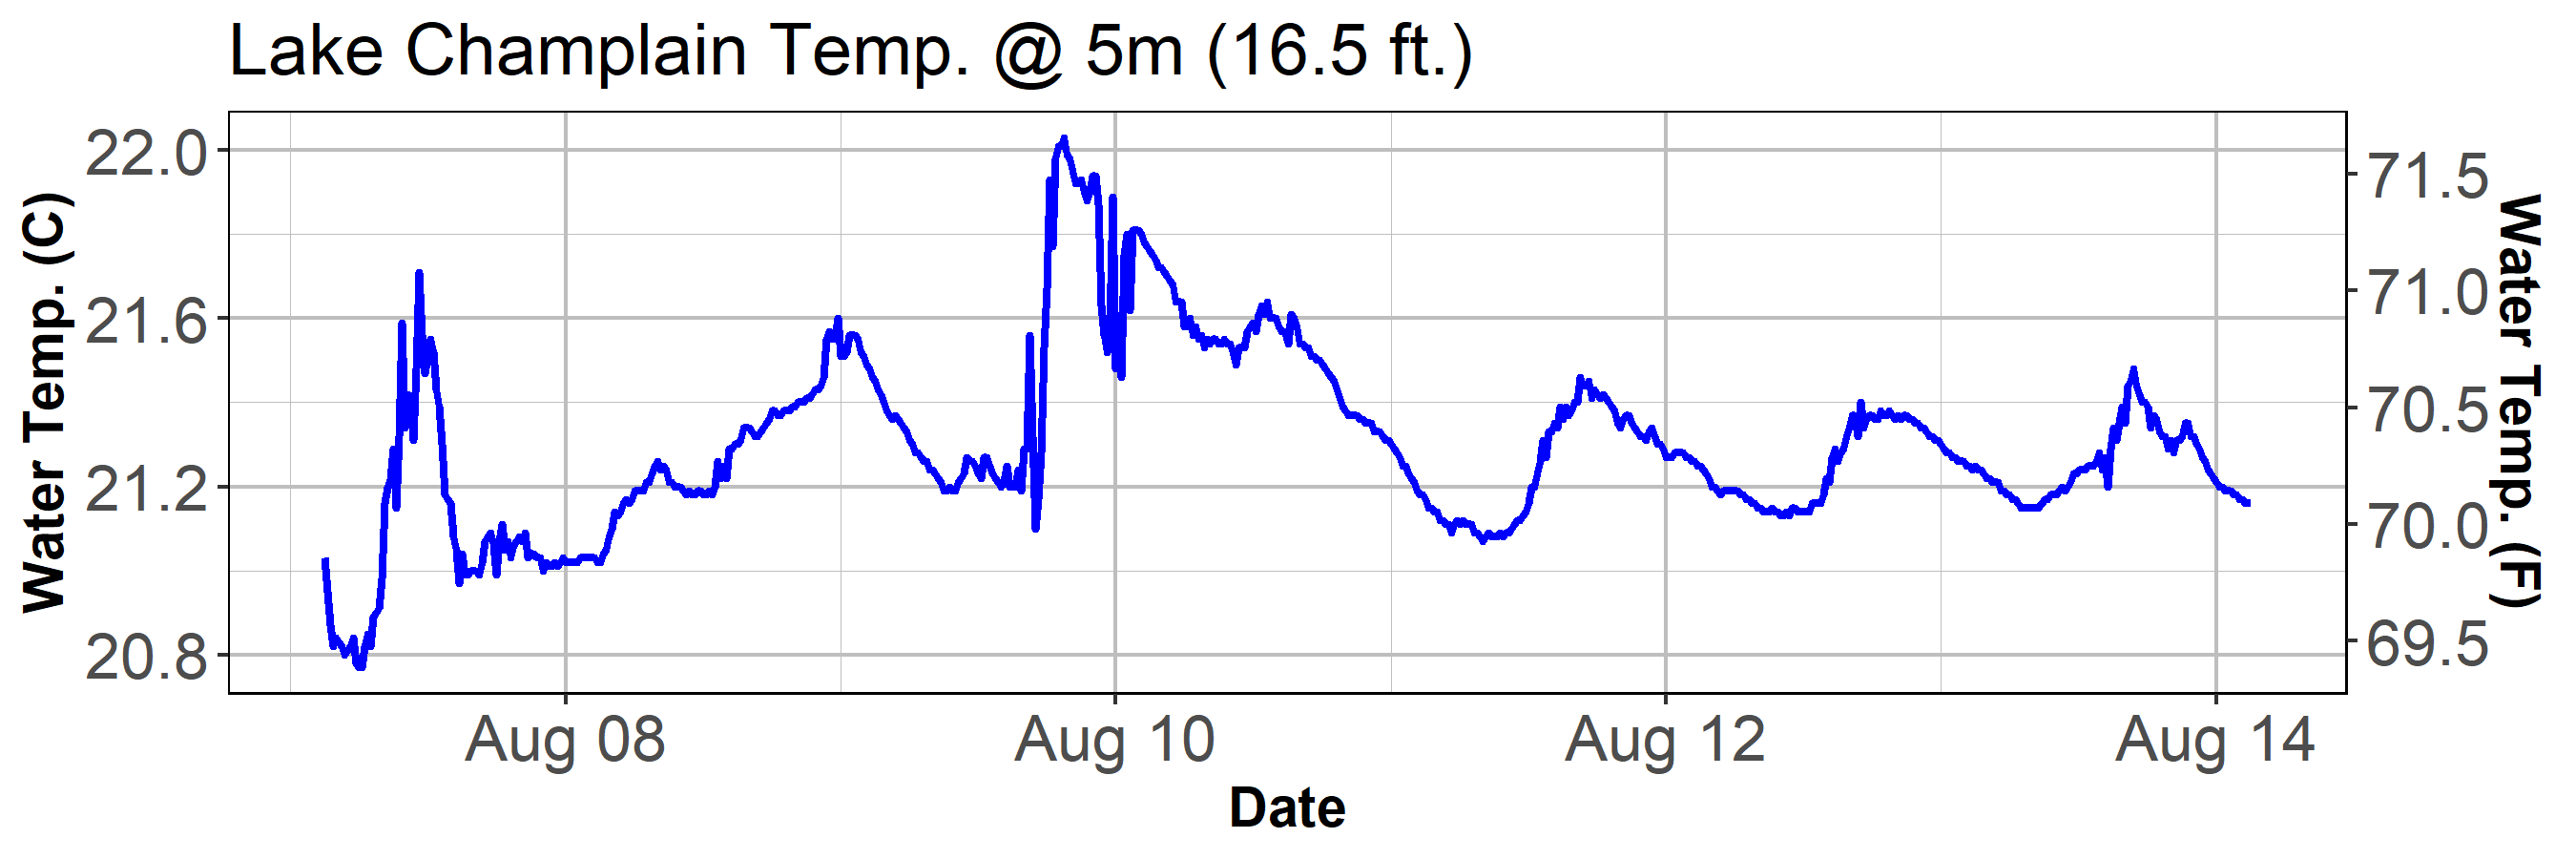 Lake Champlain Temp. @ 5m (16.5 ft.)
Water Temp. (C)
22.0
21.6
21.2
20.8
71.5
71.0
70.5
70.0
69.5
Water Temp. (F)
Aug 08
Aug 10
Aug 12
Aug 14
Date